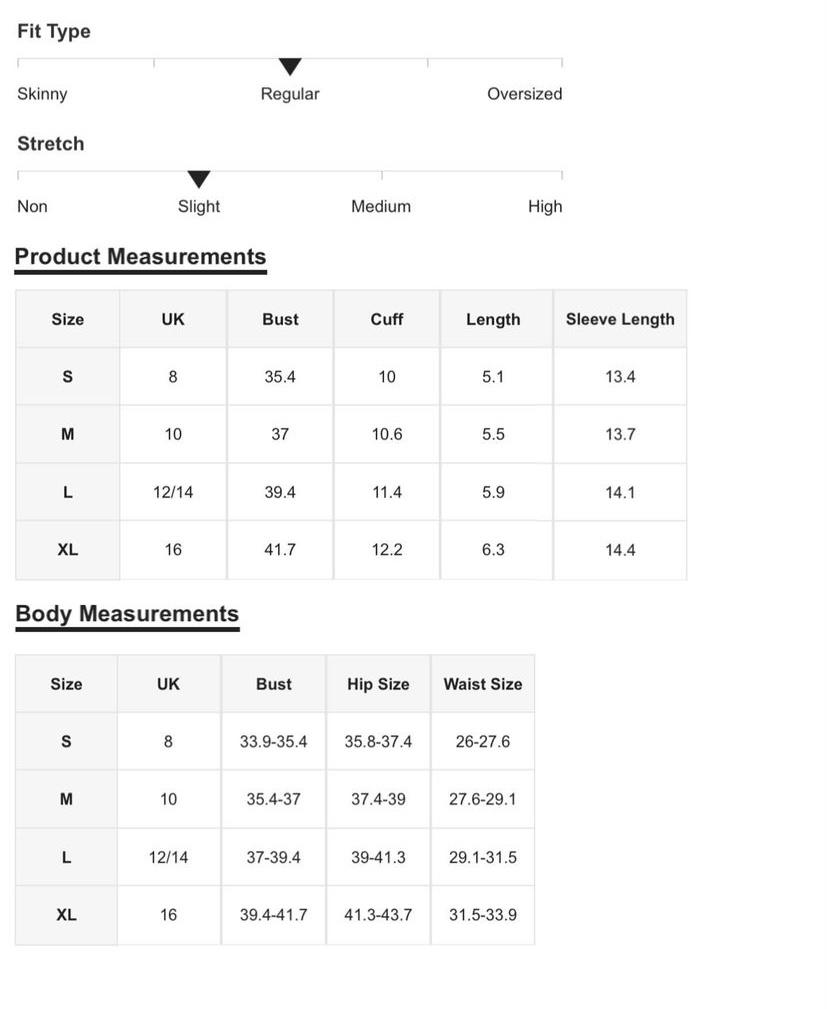 Fit Type
Skinny Regular Oversized
Stretch
Non Slight Medium High
Product Measurements
Size UK Bust Cuff Length Sleeve Length
S 8 35.4 10 5.1 13.4
M 10 37 10.6 5.5 13.7
L 12/14 39.4 11.4 5.9 14.1
XL 16 41.7 12.2 6.3 14.4
Body Measurements
Size UK Bust Hip Size Waist Size
S 8 33.9-35.4 35.8-37.4 26-27.6
M 10 35.4-37 37.4-39 27.6-29.1
L 12/14 37-39.4 39-41.3 29.1-31.5
XL 16 39.4-41.7 41.3-43.7 31.5-33.9